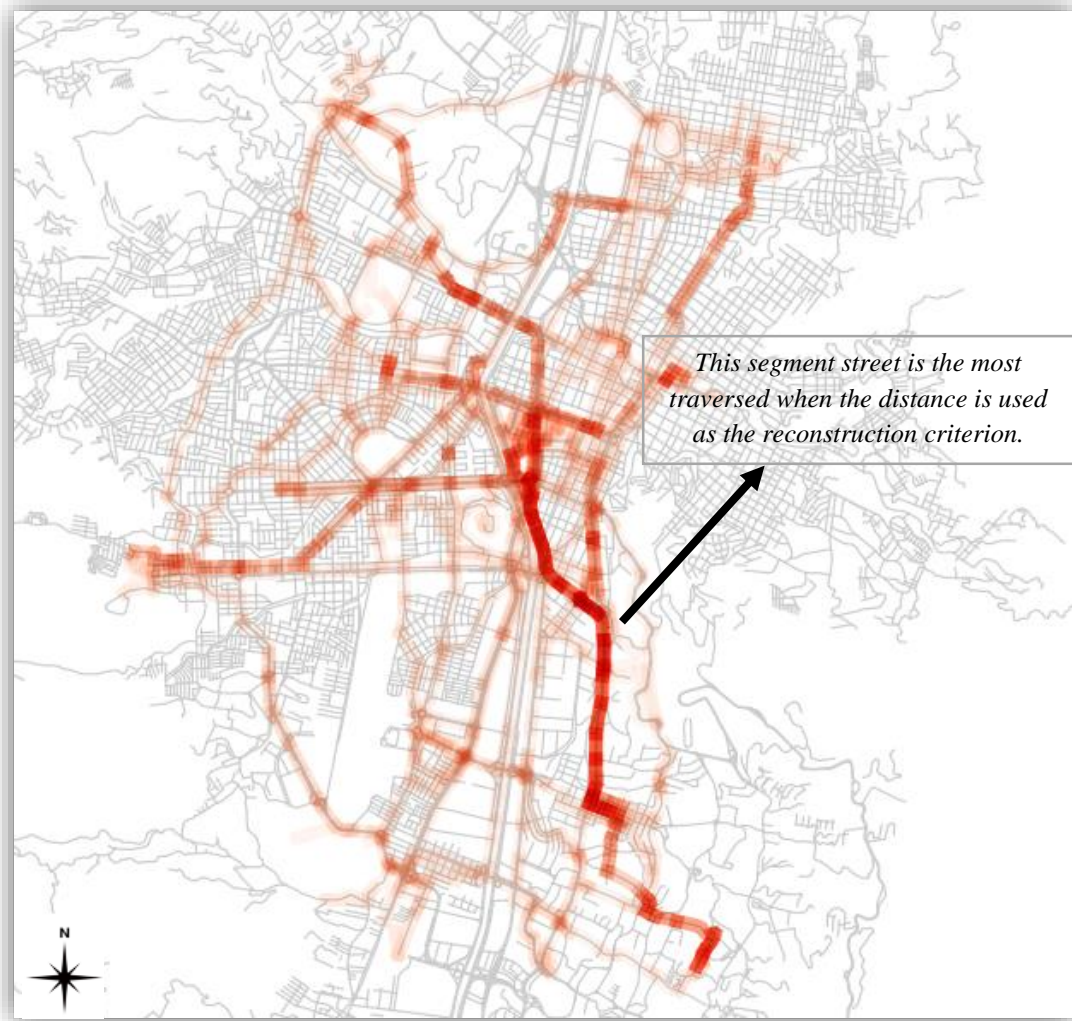 This segment street is the most
traversed when the distance is used
as the reconstruction criterion.
N